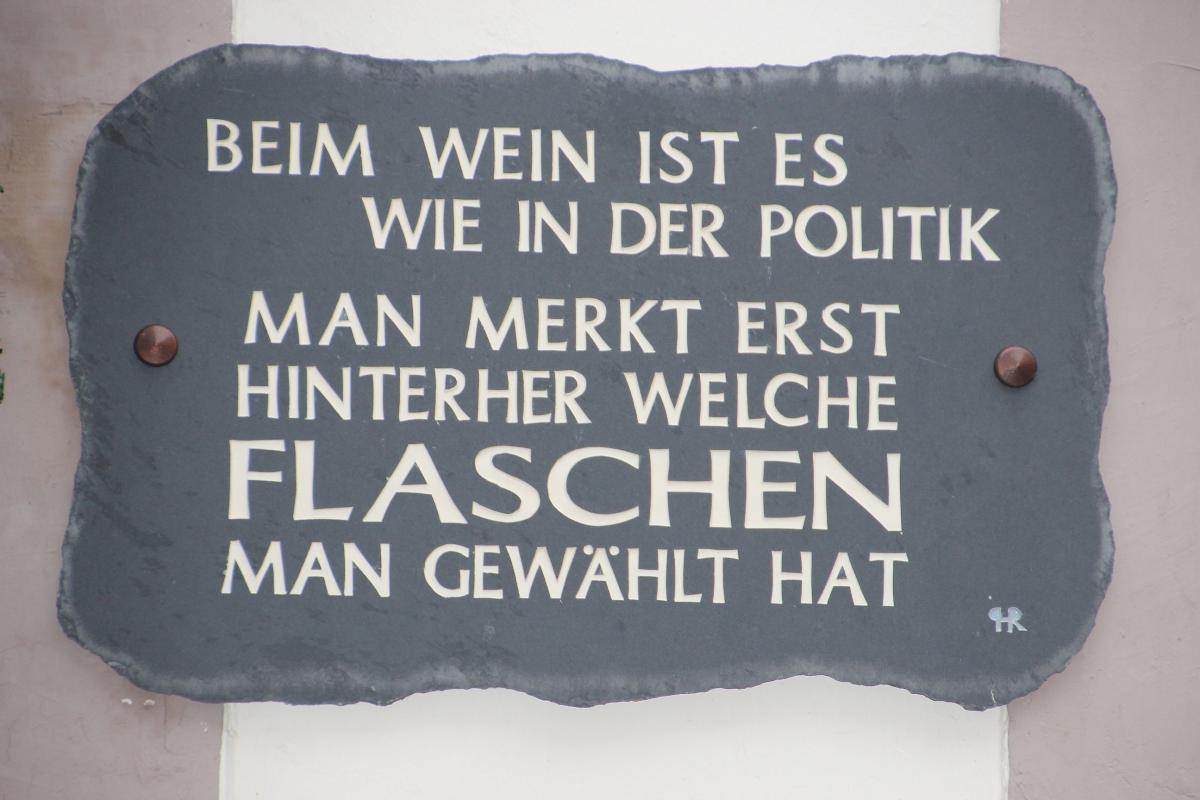 BEIM WEIN IST ES
WIE IN DER POLITIK
MAN MERKT ERST
HINTERHER WELCHE
FLASCHEN
MAN GEWÄHLT HAT